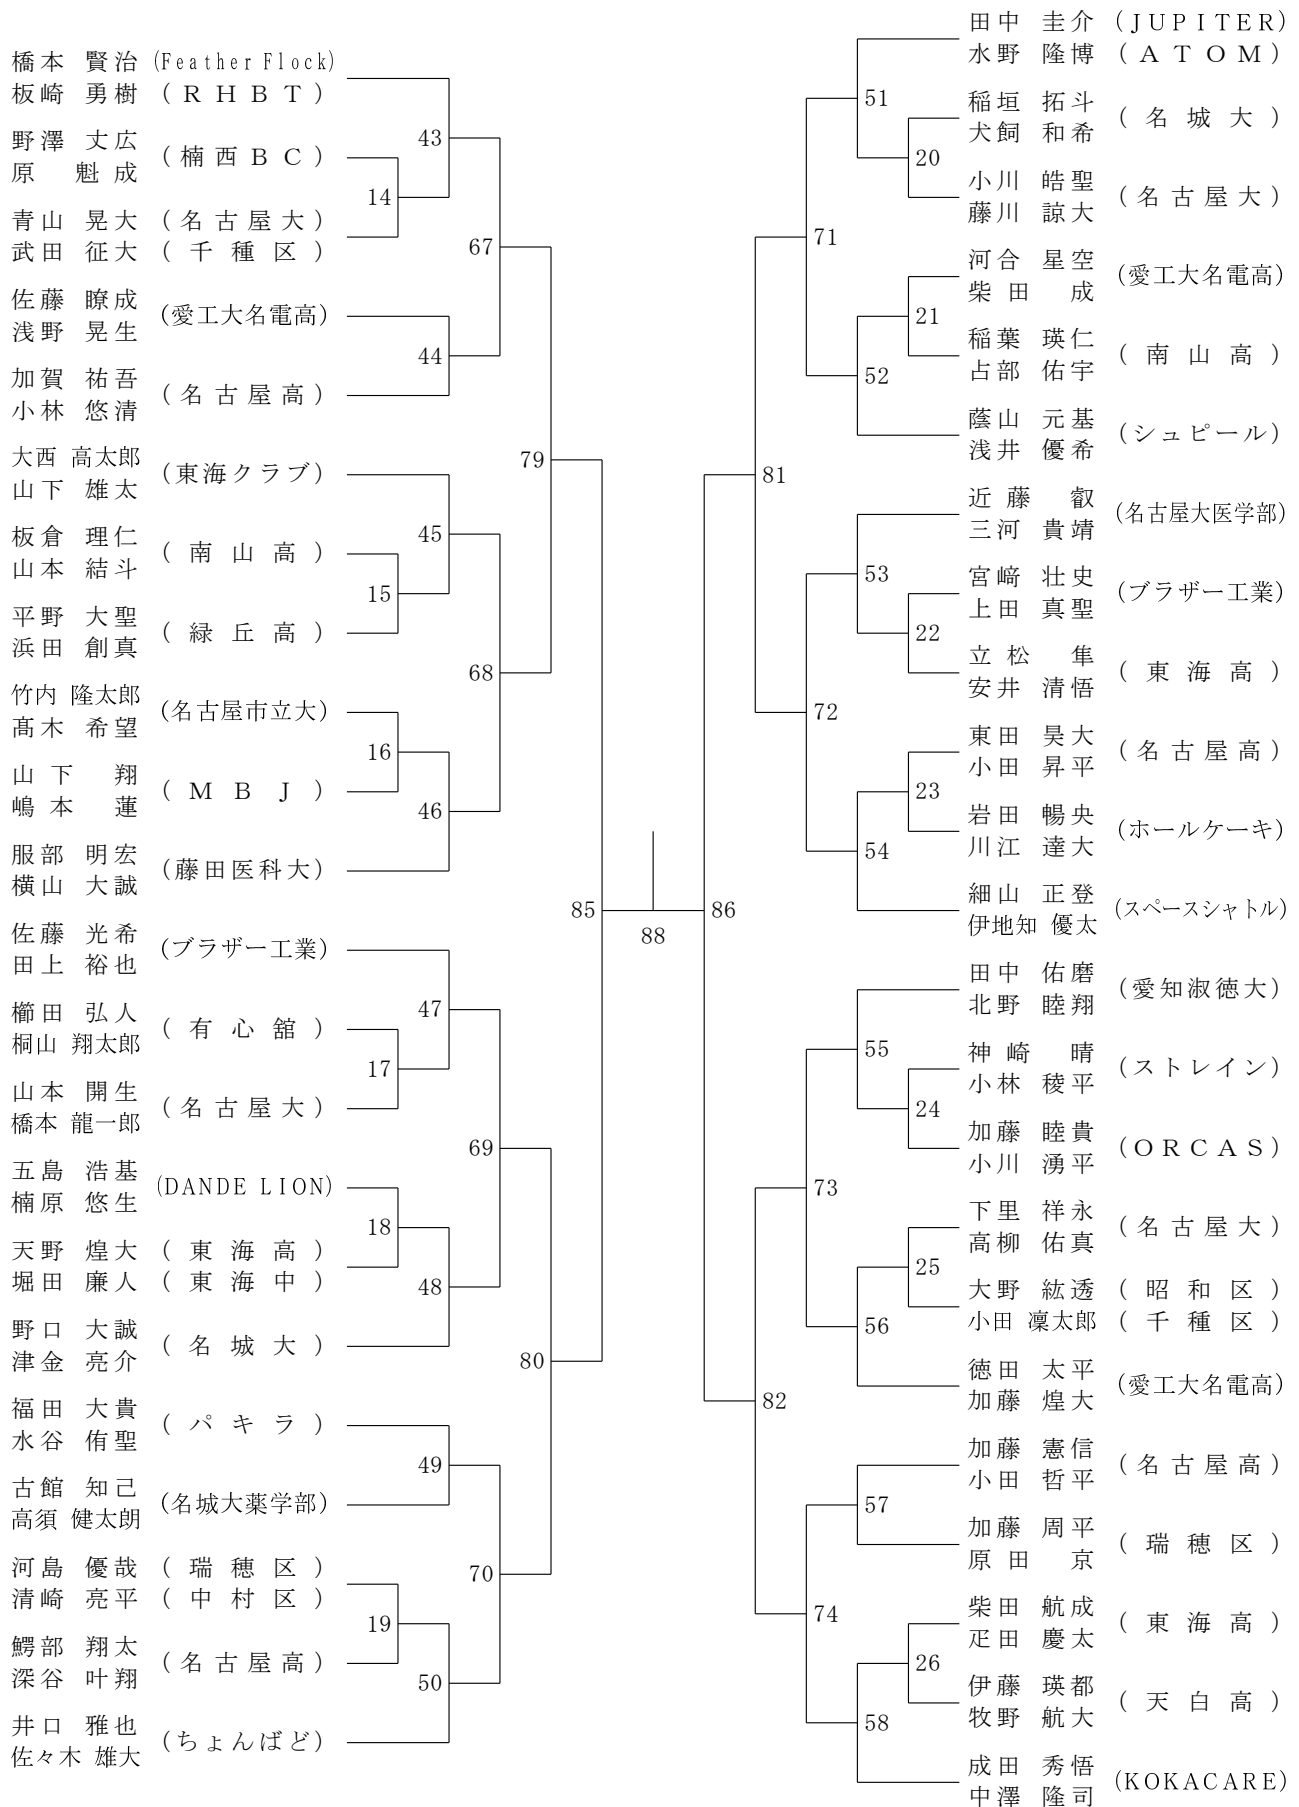 橋本 賢治 (Feather Flock)
板崎 勇樹 (ＲＨＢＴ)
43
野澤 丈広 (楠西ＢＣ)
原 魁成
14
青山 晃大 (名古屋大)
武田 征大 (千種区)
67
佐藤 瞭成 (愛工大名電高)
浅野 晃生
44
加賀 祐吾 (名古屋高)
小林 悠清
79
大西 高太郎 (東海クラブ)
山下 雄太
45
板倉 理仁 (南山高)
山本 結斗
15
平野 大聖 (緑丘高)
浜田 創真
68
竹内 隆太郎 (名古屋市立大)
髙木 希望
16
山下 翔 (ＭＢＪ)
嶋本 蓮
46
服部 明宏 (藤田医科大)
横山 大誠
85
佐藤 光希 (ブラザー工業)
田上 裕也
47
櫛田 弘人 (有心舘)
桐山 翔太郎
17
山本 開生 (名古屋大)
橋本 龍一郎
69
五島 浩基 (DANDE LION)
楠原 悠生
18
天野 煌大 (東海高)
堀田 廉人 (東海中)
48
野口 大誠 (名城大)
津金 亮介
80
福田 大貴 (パキラ)
水谷 侑聖
49
古館 知己 (名城大薬学部)
高須 健太朗
70
河島 優哉 (瑞穂区)
清崎 亮平 (中村区)
19
鰐部 翔太 (名古屋高)
深谷 叶翔
50
井口 雅也 (ちょんばど)
佐々木 雄大
88
田中 圭介 (ＪＵＰＩＴＥＲ)
水野 隆博 (ＡＴＯＭ)
51
稲垣 拓斗 (名城大)
犬飼 和希
20
小川 皓聖 (名古屋大)
藤川 諒大
71
河合 星空 (愛工大名電高)
柴田 成
21
稲葉 瑛仁 (南山高)
占部 佑宇
52
蔭山 元基 (シュピール)
浅井 優希
81
近藤 叡 (名古屋大医学部)
三河 貴靖
53
宮﨑 壮史 (ブラザー工業)
上田 真聖
22
立松 隼 (東海高)
安井 清悟
72
東田 昊大 (名古屋高)
小田 昇平
23
岩田 暢央 (ホールケーキ)
川江 達大
54
細山 正登 (スペースシャトル)
伊地知 優太
86
田中 佑磨 (愛知淑徳大)
北野 睦翔
55
神崎 晴 (ストレイン)
小林 稜平
24
加藤 睦貴 (ＯＲＣＡＳ)
小川 湧平
73
下里 祥永 (名古屋大)
高柳 佑真
25
大野 紘透 (昭和区)
小田 凜太郎 (千種区)
56
徳田 太平 (愛工大名電高)
加藤 煌大
82
加藤 憲信 (名古屋高)
小田 哲平
57
加藤 周平 (瑞穂区)
原田 京
74
柴田 航成 (東海高)
疋田 慶太
26
伊藤 瑛都 (天白高)
牧野 航大
58
成田 秀悟 (KOKACARE)
中澤 隆司